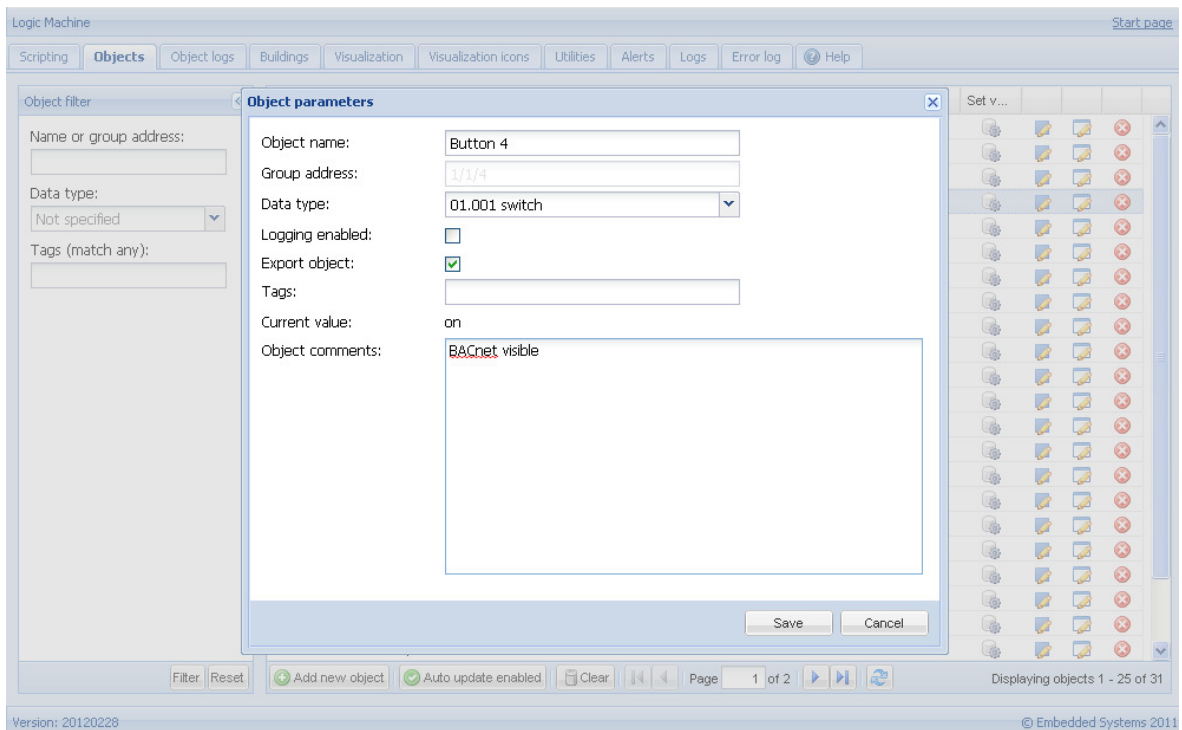 Logic Machine Start page
Scripting Objects Object logs Buildings Visualization Visualization icons Utilities Alerts Logs Error log Help
Object filter
Name or group address:
Data type:
Not specified
Tags (match any):
Filter Reset
Object parameters
Object name: Button 4
Group address: 1/1/4
Data type: 01.001 switch
Logging enabled:
Export object:
Tags:
Current value: on
Object comments: BACnet visible
Save Cancel
Set v...
Add new object Auto update enabled Clear Page 1 of 2 Displaying objects 1 - 25 of 31
Version: 20120228 © Embedded Systems 2011